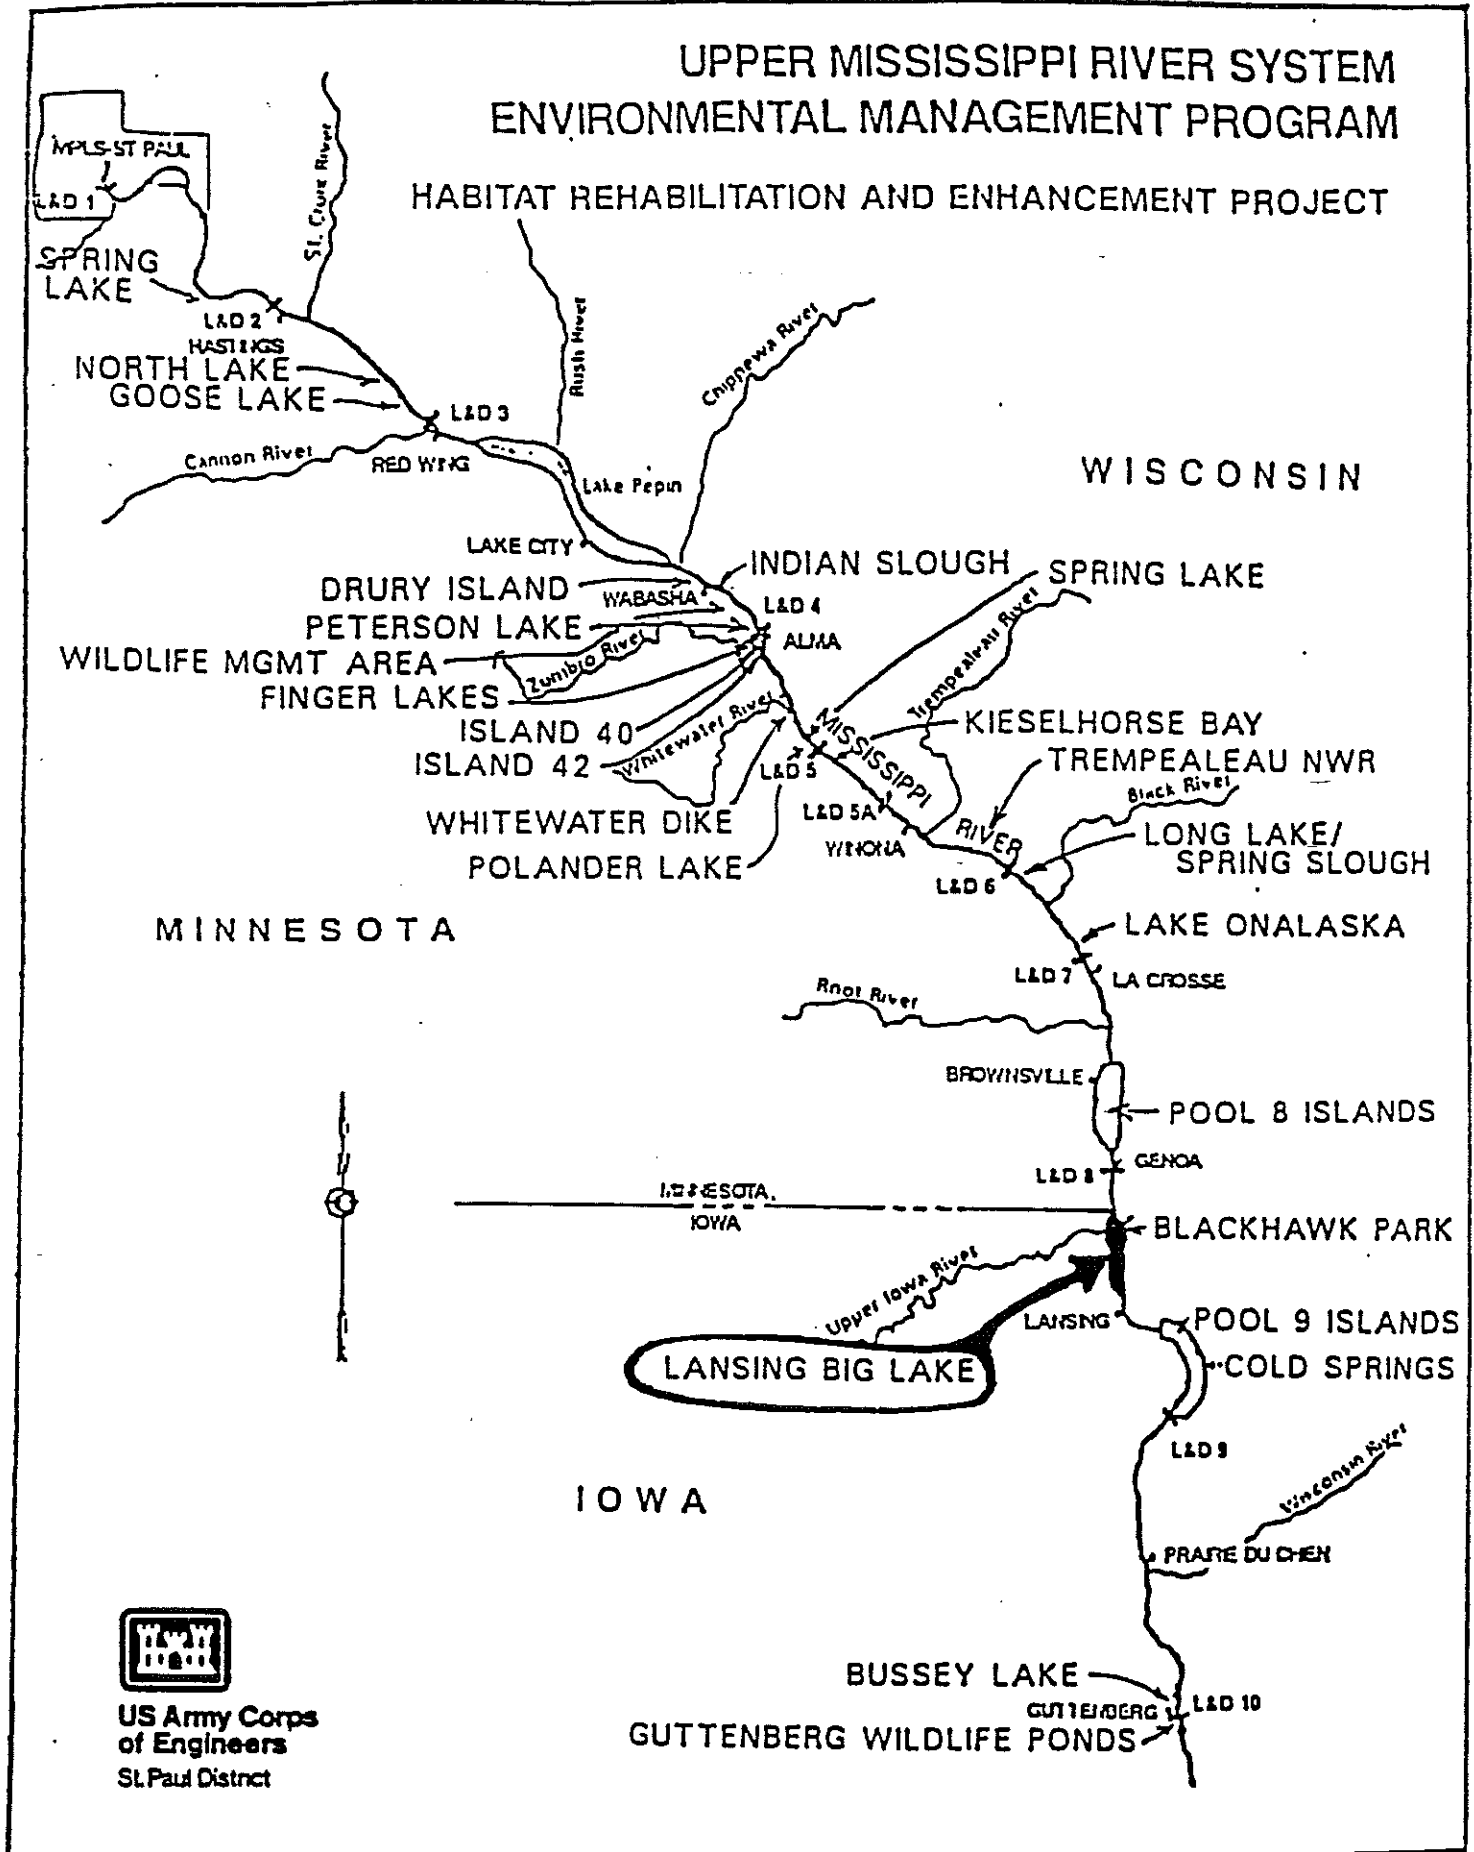 UPPER MISSISSIPPI RIVER SYSTEM
ENVIRONMENTAL MANAGEMENT PROGRAM
HABITAT REHABILITATION AND ENHANCEMENT PROJECT
MPLS-ST PAUL
L&D 1
St. Croix River
SPRING
LAKE
L&D 2
HASTINGS
NORTH LAKE
GOOSE LAKE
L&D 3
Rush River
Chippewa River
Cannon River
RED WING
Lake Pepin
WISCONSIN
LAKE CITY
INDIAN SLOUGH
SPRING LAKE
DRURY ISLAND
WABASHA
L&D 4
PETERSON LAKE
ALMA
Trempealeau River
WILDLIFE MGMT AREA
Zumbro River
FINGER LAKES
ISLAND 40
MISSISSIPPI
KIESELHORSE BAY
ISLAND 42
Whitewater River
L&D 5
TREMPEALEAU NWR
Black River
WHITEWATER DIKE
L&D 5A
RIVER
LONG LAKE/
SPRING SLOUGH
WINONA
POLANDER LAKE
L&D 6
MINNESOTA
LAKE ONALASKA
L&D 7
LA CROSSE
Root River
BROWNSVILLE
POOL 8 ISLANDS
GENOA
L&D 8
MINNESOTA
IOWA
BLACKHAWK PARK
Upper Iowa River
LANSING
POOL 9 ISLANDS
LANSING BIG LAKE
COLD SPRINGS
L&D 9
IOWA
Wisconsin River
PRAIRIE DU CHIEN
BUSSEY LAKE
GUTTENBERG
L&D 10
GUTTENBERG WILDLIFE PONDS
US Army Corps
of Engineers
St. Paul District